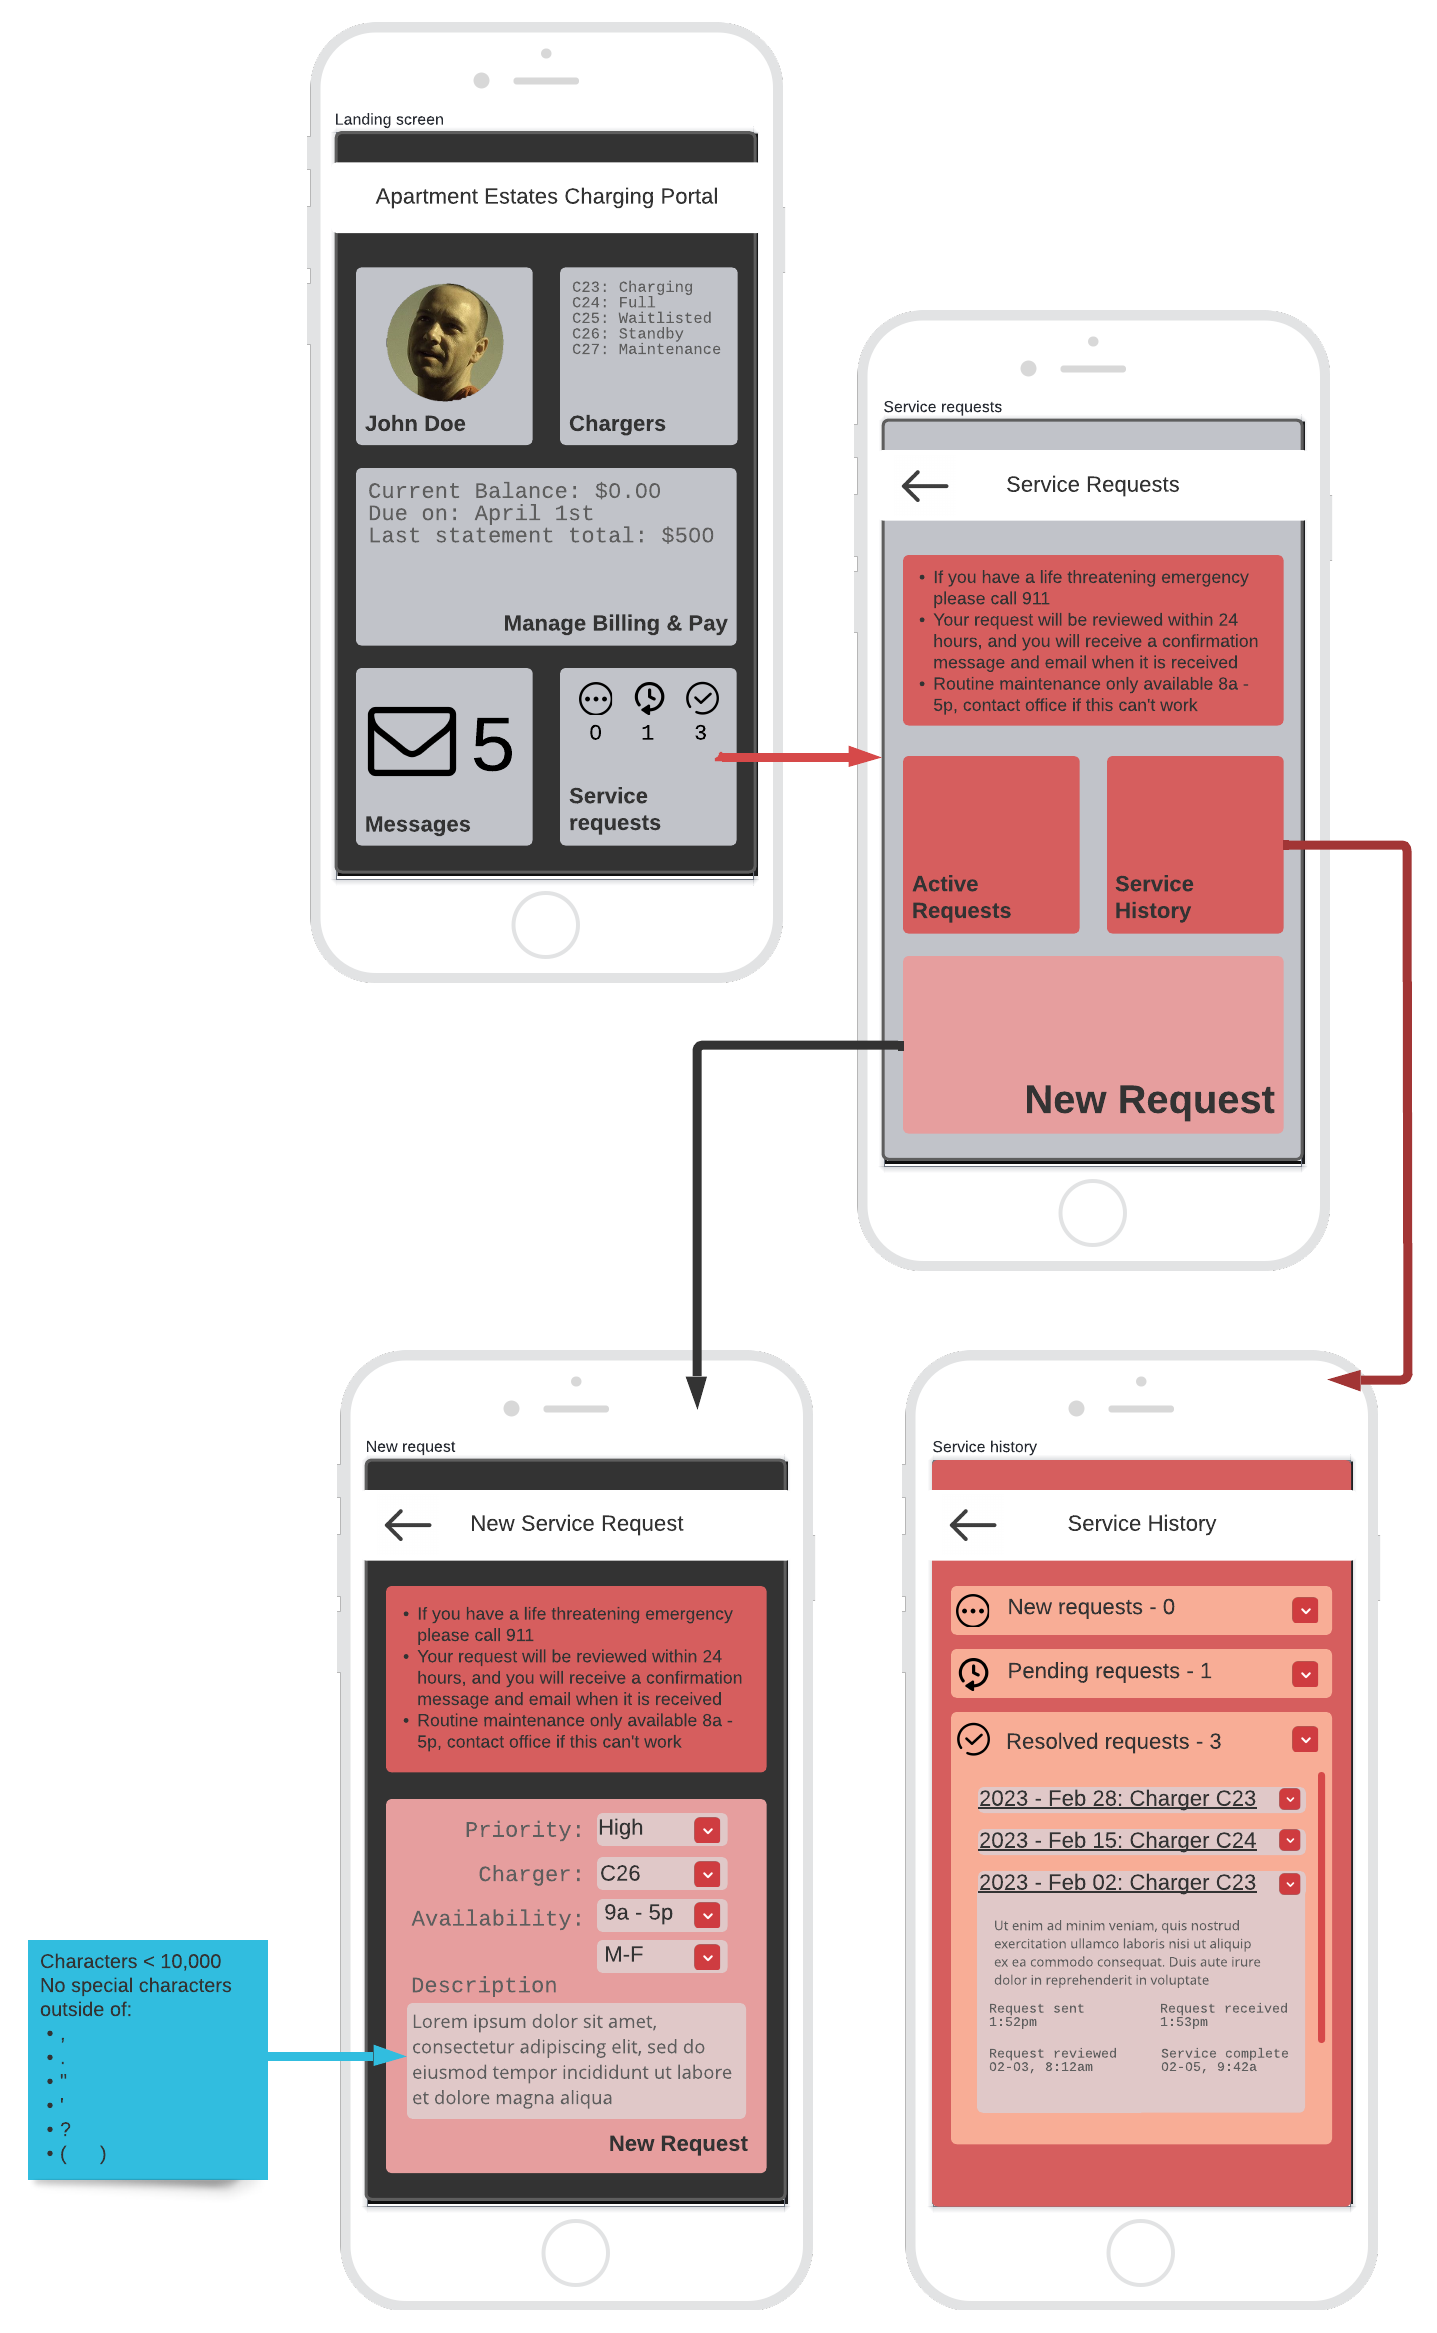 Landing screen
Apartment Estates Charging Portal
John Doe
C23: Charging
C24: Full
C25: Waitlisted
C26: Standby
C27: Maintenance
Chargers
Current Balance: $0.00
Due on: April 1st
Last statement total: $500
Manage Billing & Pay
5
Messages
0 1 3
Service
requests
Service requests
Service Requests
• If you have a life threatening emergency
please call 911
• Your request will be reviewed within 24
hours, and you will receive a confirmation
message and email when it is received
• Routine maintenance only available 8a -
5p, contact office if this can't work
Active
Requests
Service
History
New Request
New request
New Service Request
• If you have a life threatening emergency
please call 911
• Your request will be reviewed within 24
hours, and you will receive a confirmation
message and email when it is received
• Routine maintenance only available 8a -
5p, contact office if this can't work
Priority: High
Charger: C26
Availability: 9a - 5p
M-F
Description
Lorem ipsum dolor sit amet,
consectetur adipiscing elit, sed do
eiusmod tempor incididunt ut labore
et dolore magna aliqua
New Request
Characters < 10,000
No special characters
outside of:
• ,
• .
• "
• '
• ?
• ( )
Service history
Service History
New requests - 0
Pending requests - 1
Resolved requests - 3
2023 - Feb 28: Charger C23
2023 - Feb 15: Charger C24
2023 - Feb 02: Charger C23
Ut enim ad minim veniam, quis nostrud
exercitation ullamco laboris nisi ut aliquip
ex ea commodo consequat. Duis aute irure
dolor in reprehenderit in voluptate
Request sent
1:52pm
Request received
1:53pm
Request reviewed
02-03, 8:12am
Service complete
02-05, 9:42a